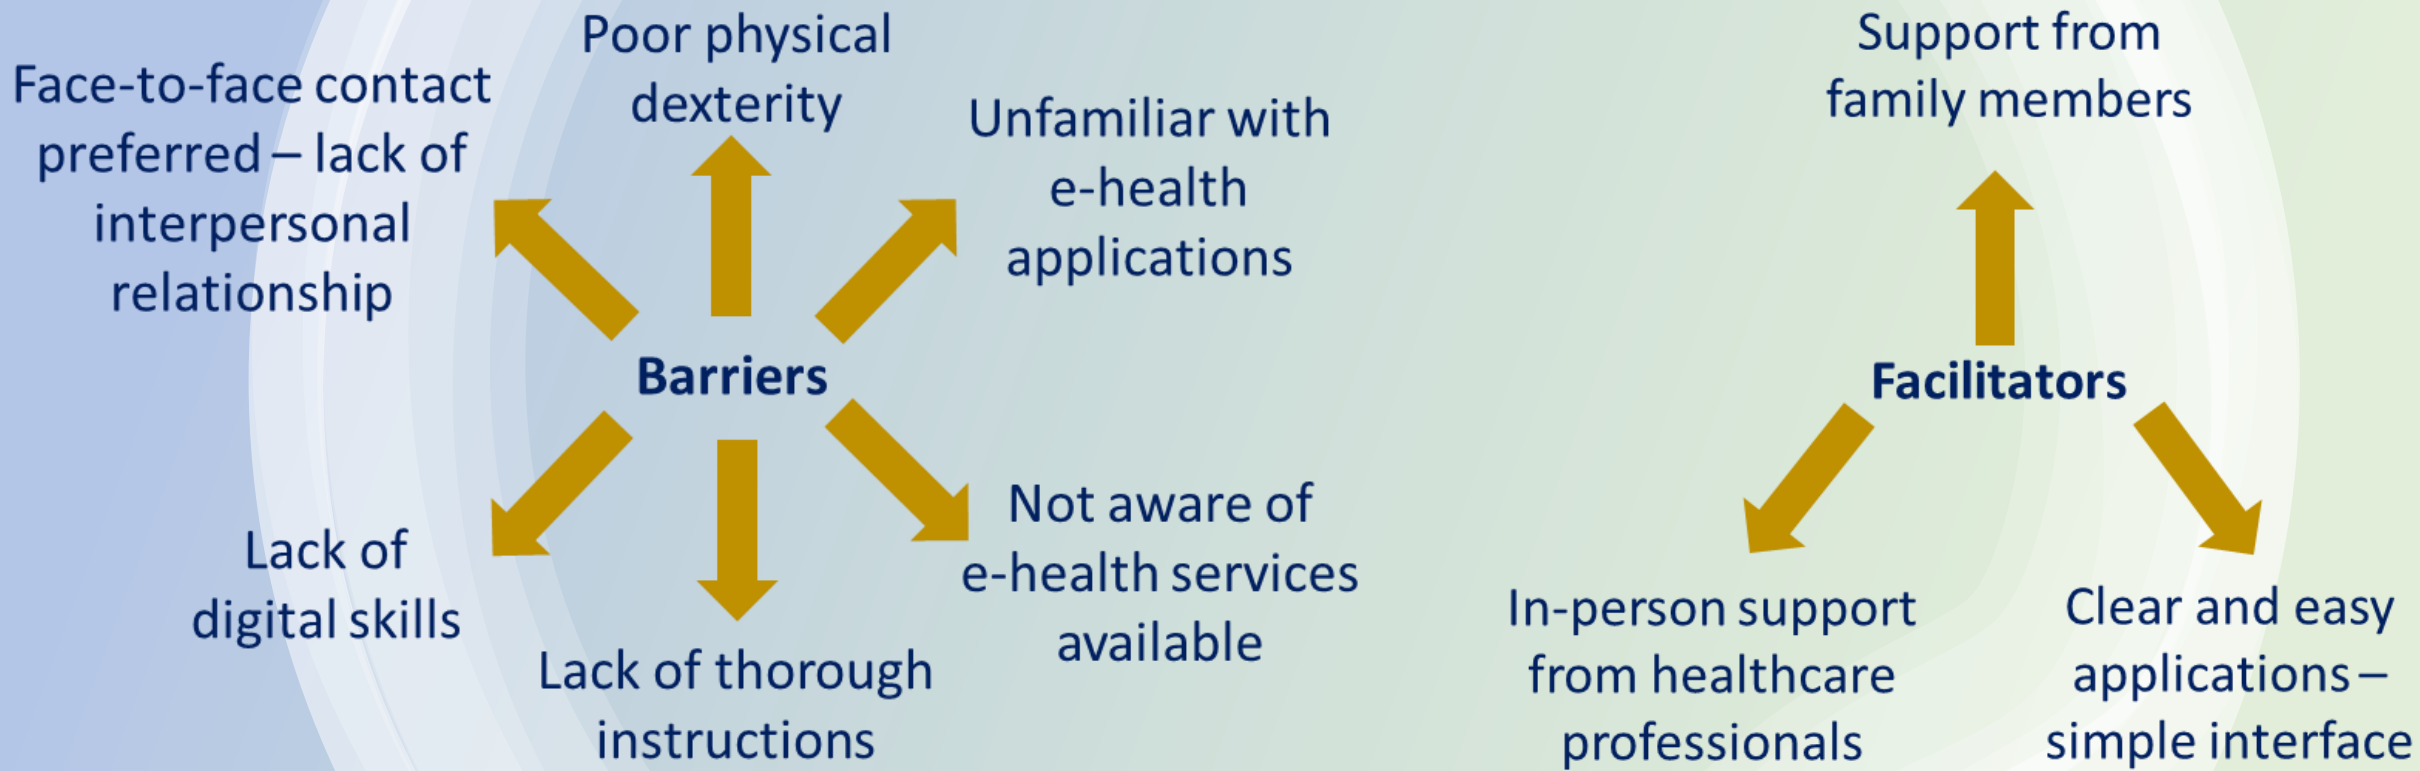 Face-to-face contact
preferred – lack of
interpersonal
relationship
Poor physical
dexterity
Unfamiliar with
e-health
applications
Barriers
Lack of
digital skills
Lack of thorough
instructions
Not aware of
e-health services
available
Support from
family members
Facilitators
In-person support
from healthcare
professionals
Clear and easy
applications –
simple interface